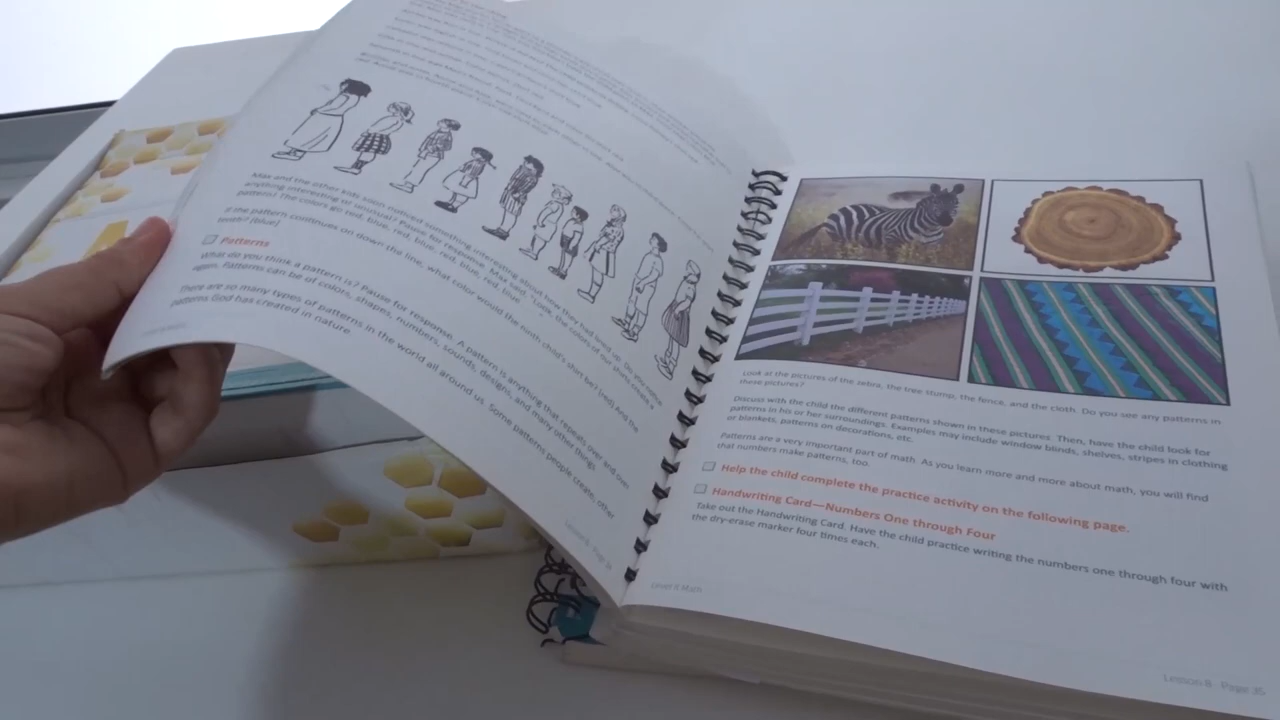 Max and the other kids soon noticed something interesting about how they had lined up. Do you notice
anything interesting or unusual? Pause for response. Max said, "Look, the colors of our shirts create a
pattern! The colors go red, blue, red, blue, red, blue, red, blue."
If the pattern continues on down the line, what color would the ninth child's shirt be? (red) And the
tenth? (blue)
Patterns
What do you think a pattern is? Pause for response. A pattern is anything that repeats over and over
again. Patterns can be of colors, shapes, numbers, sounds, designs, and many other things.
There are so many types of patterns in the world all around us. Some patterns people create, other
patterns God has created in nature.
Look at the pictures of the zebra, the tree stump, the fence, and the cloth. Do you see any patterns in
these pictures?
Discuss with the child the different patterns shown in these pictures. Then, have the child look for
patterns in his or her surroundings. Examples may include window blinds, shelves, stripes in clothing
or blankets, patterns on decorations, etc.
Patterns are a very important part of math. As you learn more and more about math, you will find
that numbers make patterns, too.
Help the child complete the practice activity on the following page.
Handwriting Card—Numbers One through Four
Take out the Handwriting Card. Have the child practice writing the numbers one through four with
the dry-erase marker four times each.
Level K Math
Lesson 8 - Page 35